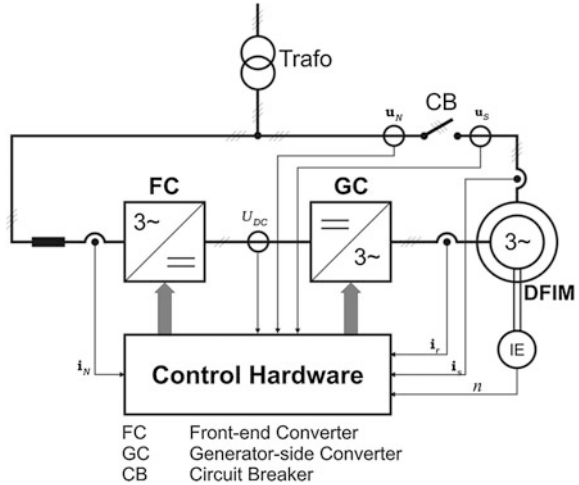 Trafo
CB
u_N
u_S
FC
GC
3~
U_DC
3~
3~
DFIM
IE
i_N
Control Hardware
i_r
i_s
n
FC Front-end Converter
GC Generator-side Converter
CB Circuit Breaker